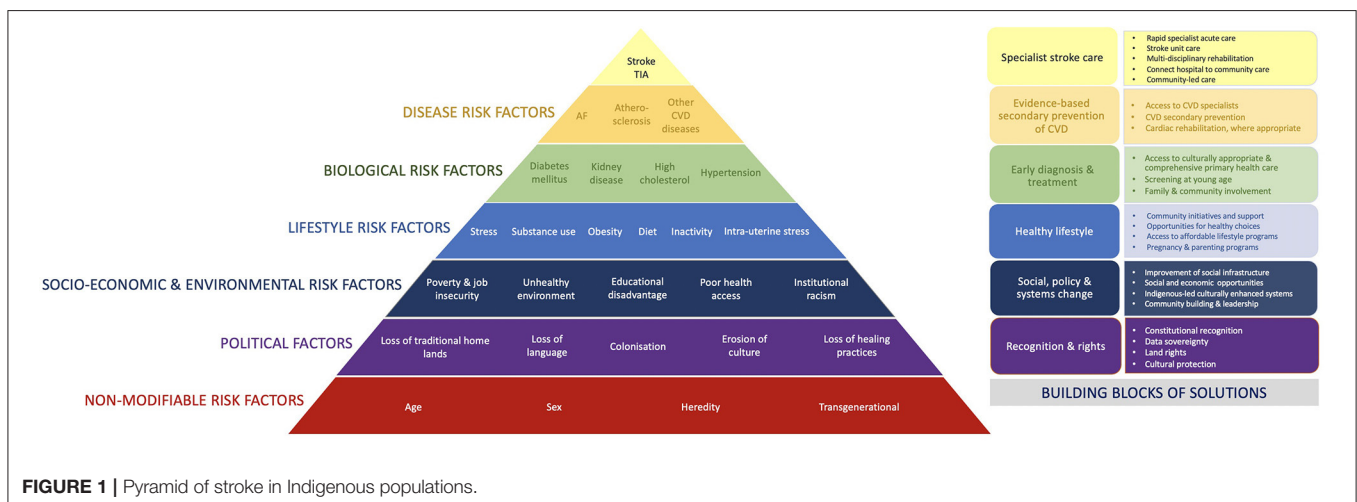 Stroke
TIA
DISEASE RISK FACTORS
AF
Athero-
sclerosis
Other
CVD
diseases
BIOLOGICAL RISK FACTORS
Diabetes
mellitus
Kidney
disease
High
cholesterol
Hypertension
LIFESTYLE RISK FACTORS
Stress Substance use Obesity Diet Inactivity Intra-uterine stress
SOCIO-ECONOMIC & ENVIRONMENTAL RISK FACTORS
Poverty & job
insecurity
Unhealthy
environment
Educational
disadvantage
Poor health
access
Institutional
racism
POLITICAL FACTORS
Loss of traditional home
lands
Loss of
language
Colonisation
Erosion of
culture
Loss of healing
practices
NON-MODIFIABLE RISK FACTORS
Age Sex Heredity Transgenerational
Specialist stroke care
• Rapid specialist acute care
• Stroke unit care
• Multi-disciplinary rehabilitation
• Connect hospital to community care
• Community-led care
Evidence-based
secondary prevention
of CVD
• Access to CVD specialists
• CVD secondary prevention
• Cardiac rehabilitation, where appropriate
Early diagnosis &
treatment
• Access to culturally appropriate &
comprehensive primary health care
• Screening at young age
• Family & community involvement
Healthy lifestyle
• Community initiatives and support
• Opportunities for healthy choices
• Access to affordable lifestyle programs
• Pregnancy & parenting programs
Social, policy &
systems change
• Improvement of social infrastructure
• Social and economic opportunities
• Indigenous-led culturally enhanced systems
• Community building & leadership
Recognition & rights
• Constitutional recognition
• Data sovereignty
• Land rights
• Cultural protection
BUILDING BLOCKS OF SOLUTIONS
FIGURE 1 | Pyramid of stroke in Indigenous populations.